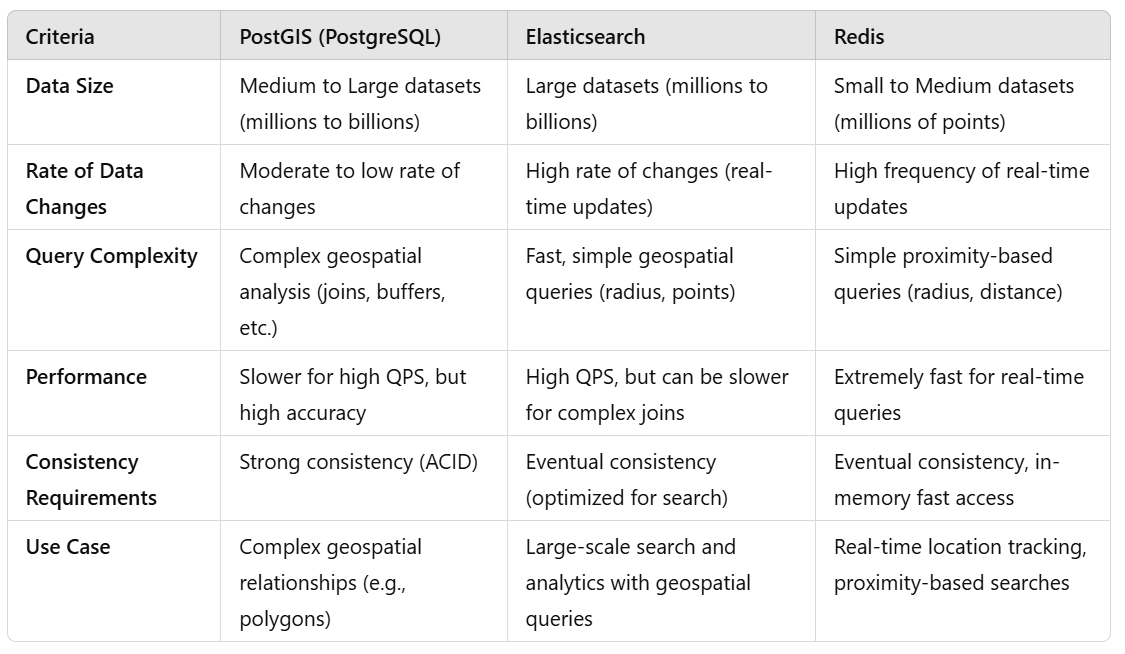 Criteria
PostGIS (PostgreSQL)
Elasticsearch
Redis
Data Size
Medium to Large datasets
(millions to billions)
Large datasets (millions to
billions)
Small to Medium datasets
(millions of points)
Rate of Data
Changes
Moderate to low rate of
changes
High rate of changes (real-
time updates)
High frequency of real-time
updates
Query Complexity
Complex geospatial
analysis (joins, buffers,
etc.)
Fast, simple geospatial
queries (radius, points)
Simple proximity-based
queries (radius, distance)
Performance
Slower for high QPS, but
high accuracy
High QPS, but can be slower
for complex joins
Extremely fast for real-time
queries
Consistency
Requirements
Strong consistency (ACID)
Eventual consistency
(optimized for search)
Eventual consistency, in-
memory fast access
Use Case
Complex geospatial
relationships (e.g.,
polygons)
Large-scale search and
analytics with geospatial
queries
Real-time location tracking,
proximity-based searches